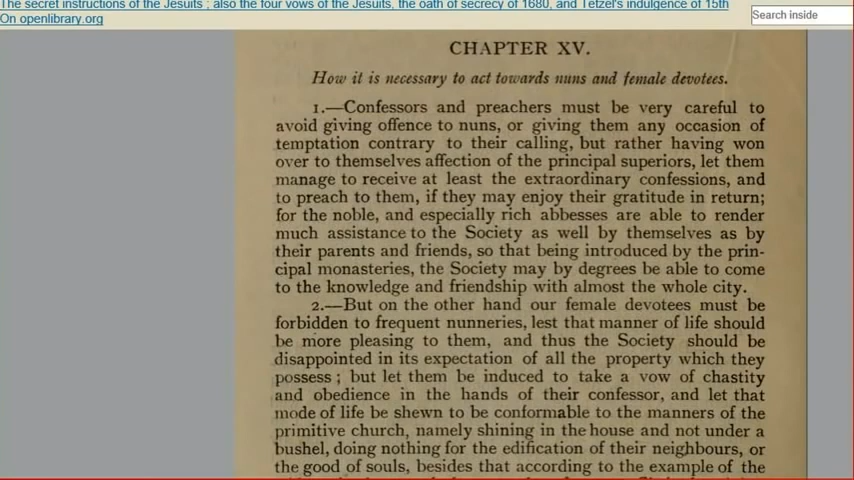 The secret instructions of the Jesuits ; also the four vows of the Jesuits, the oath of secrecy of 1680, and Tetzel's indulgence of 15th
On openlibrary.org
Search inside
CHAPTER XV.
How it is necessary to act towards nuns and female devotees.
1.—Confessors and preachers must be very careful to
avoid giving offence to nuns, or giving them any occasion of
temptation contrary to their calling, but rather having won
over to themselves affection of the principal superiors, let them
manage to receive at least the extraordinary confessions, and
to preach to them, if they may enjoy their gratitude in return;
for the noble, and especially rich abbesses are able to render
much assistance to the Society as well by themselves as by
their parents and friends, so that being introduced by the prin-
cipal monasteries, the Society may by degrees be able to come
to the knowledge and friendship with almost the whole city.
2.—But on the other hand our female devotees must be
forbidden to frequent nunneries, lest that manner of life should
be more pleasing to them, and thus the Society should be
disappointed in its expectation of all the property which they
possess ; but let them be induced to take a vow of chastity
and obedience in the hands of their confessor, and let that
mode of life be shewn to be conformable to the manners of the
primitive church, namely shining in the house and not under a
bushel, doing nothing for the edification of their neighbours, or
the good of souls, besides that according to the example of the